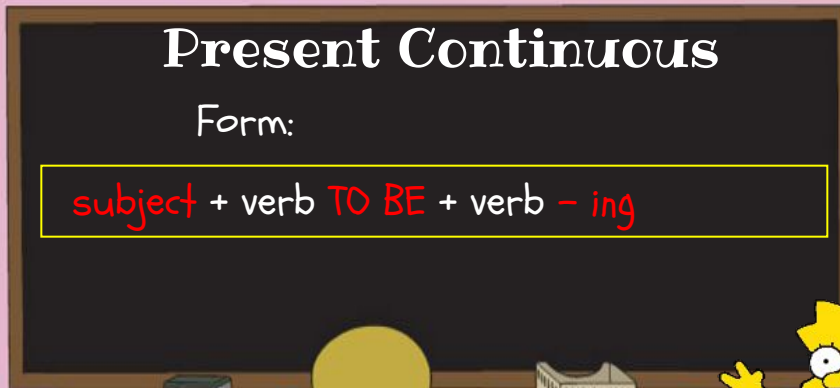 Present Continuous
Form:
subject + verb TO BE + verb - ing